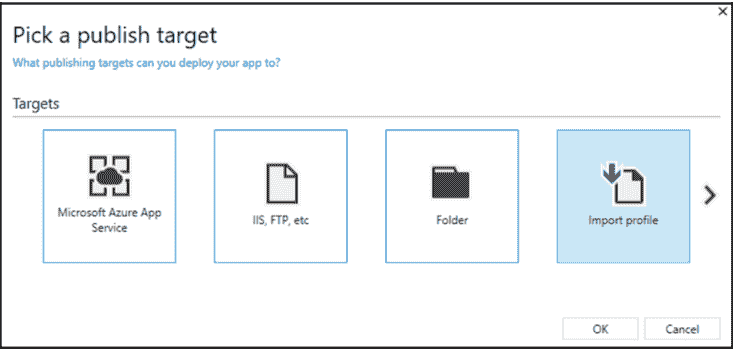 Pick a publish target
What publishing targets can you deploy your app to?
Targets
Microsoft Azure App
Service
IIS, FTP, etc
Folder
Import profile
OK
Cancel